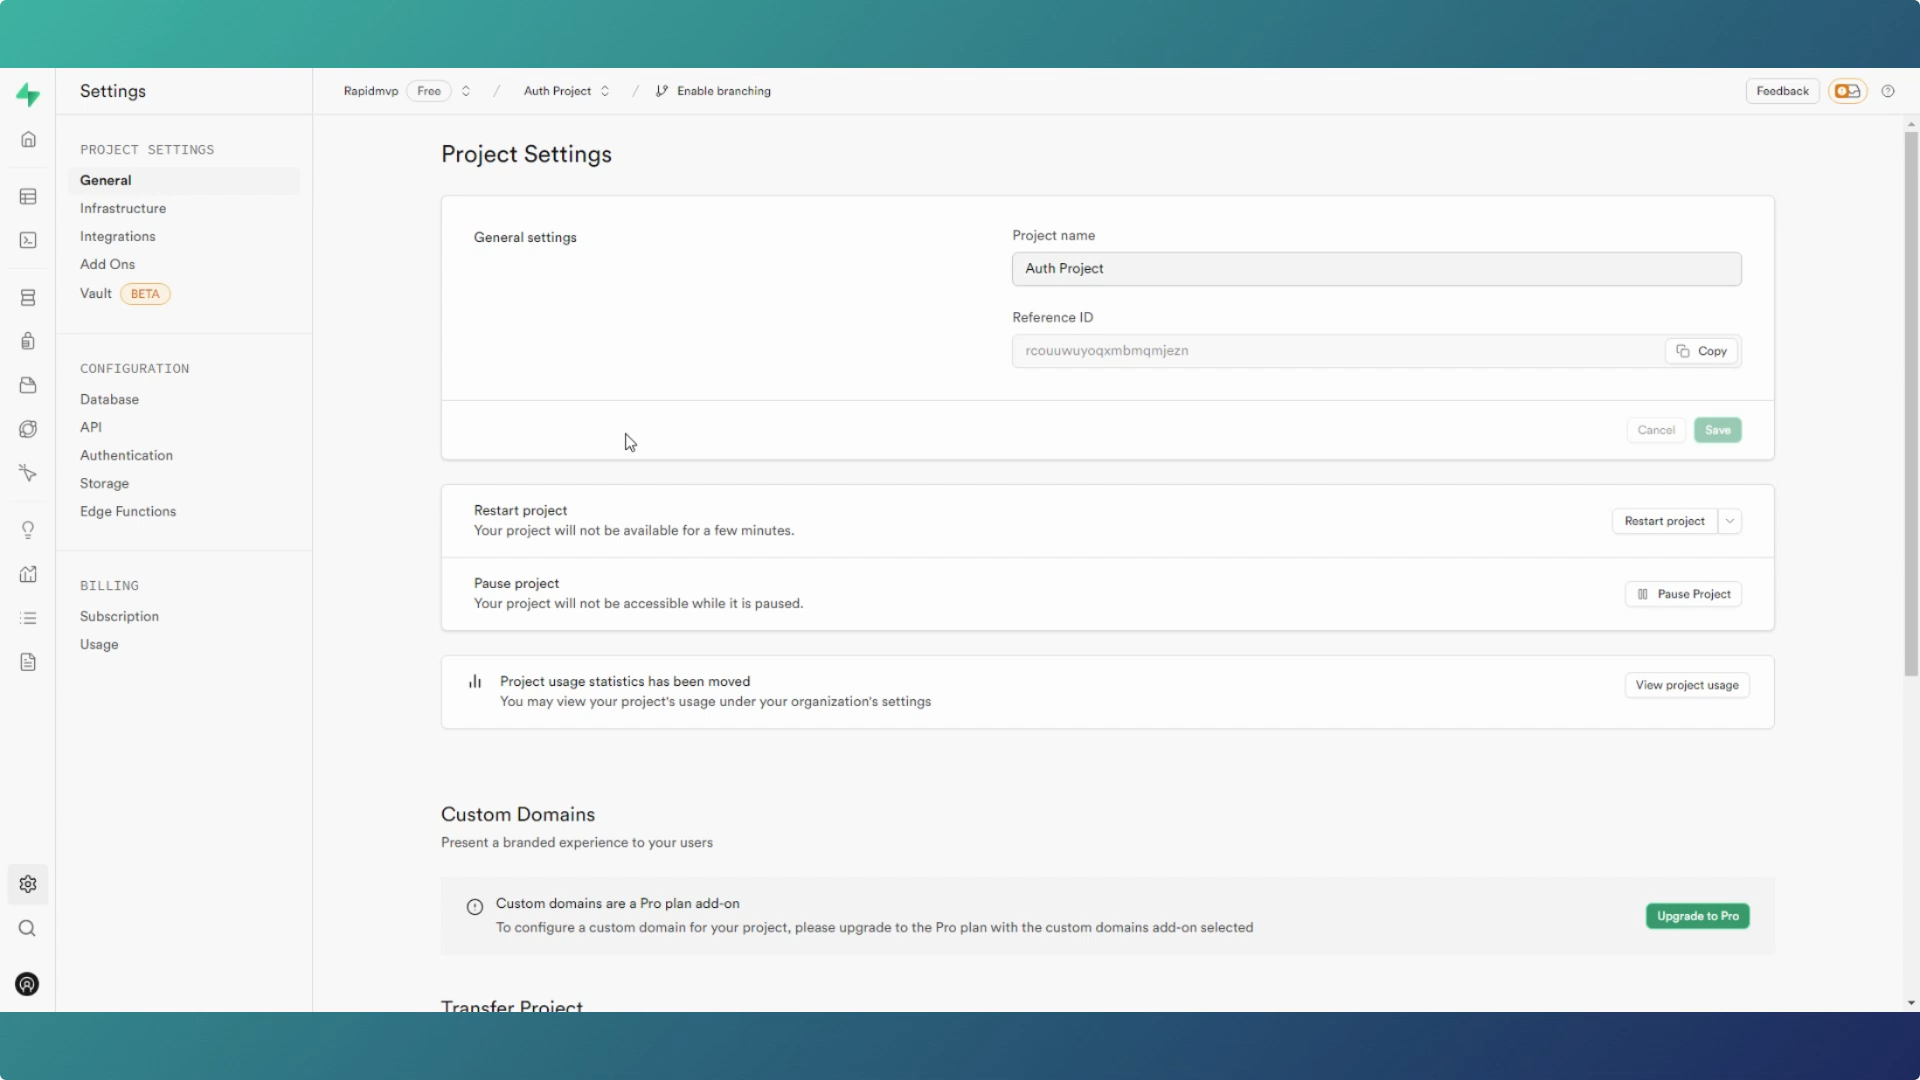 Settings
Rapidmvp Free / Auth Project / Enable branching
Feedback
PROJECT SETTINGS
General
Infrastructure
Integrations
Add Ons
Vault BETA
CONFIGURATION
Database
API
Authentication
Storage
Edge Functions
BILLING
Subscription
Usage
Project Settings
General settings
Project name
Auth Project
Reference ID
rcouuwuyoqxmbmqmjezn
Copy
Cancel
Save
Restart project
Your project will not be available for a few minutes.
Restart project
Pause project
Your project will not be accessible while it is paused.
Pause Project
Project usage statistics has been moved
You may view your project's usage under your organization's settings
View project usage
Custom Domains
Present a branded experience to your users
Custom domains are a Pro plan add-on
To configure a custom domain for your project, please upgrade to the Pro plan with the custom domains add-on selected
Upgrade to Pro
Transfer Project